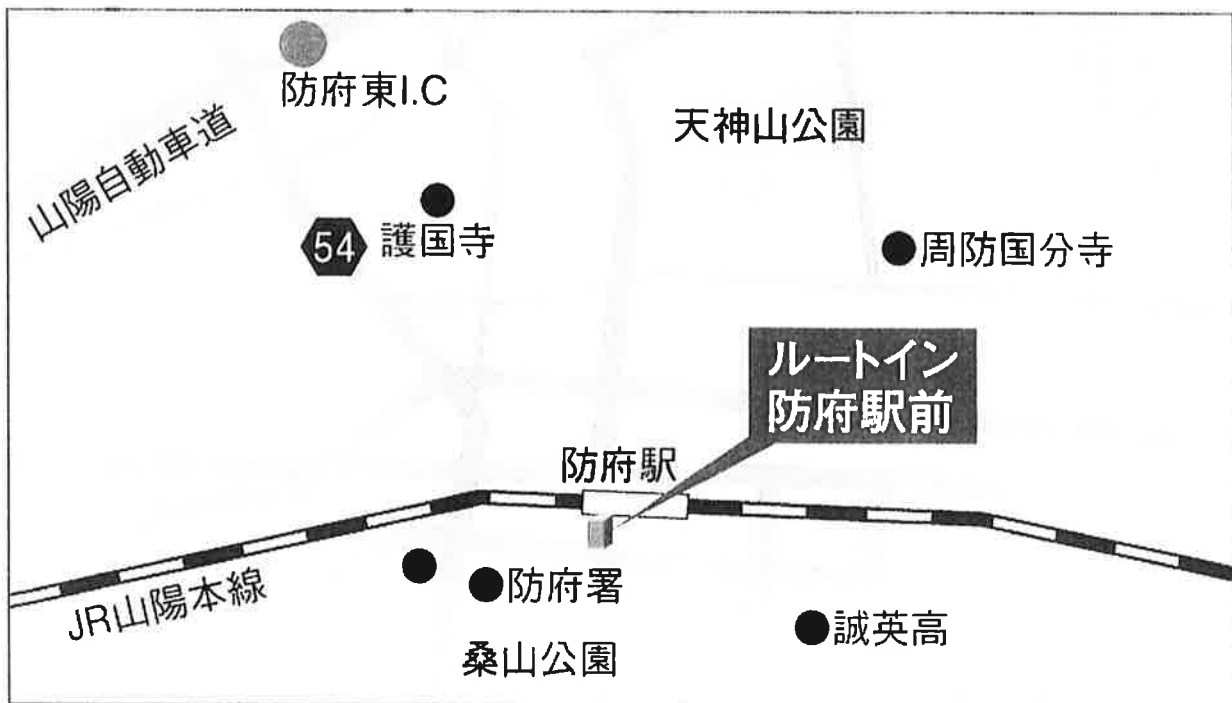 防府東I.C
天神山公園
山陽自動車道
54
護国寺
周防国分寺
ルートイン
防府駅前
防府駅
JR山陽本線
防府署
誠英高
桑山公園